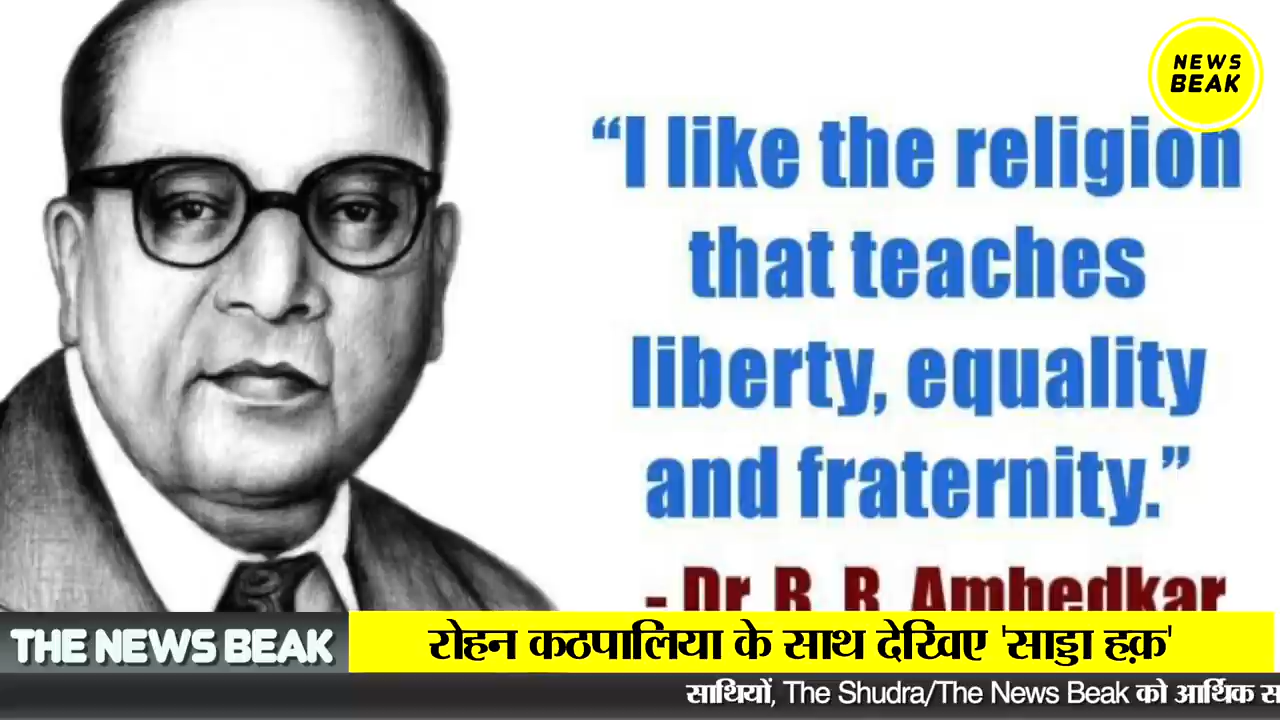 NEWS
BEAK
“I like the religion
that teaches
liberty, equality
and fraternity.”
- Dr. B. R. Ambedkar
THE NEWS BEAK
रोहन कठपालिया के साथ देखिए 'साड्डा हक़'
साथियों, The Shudra/The News Beak को आर्थिक स